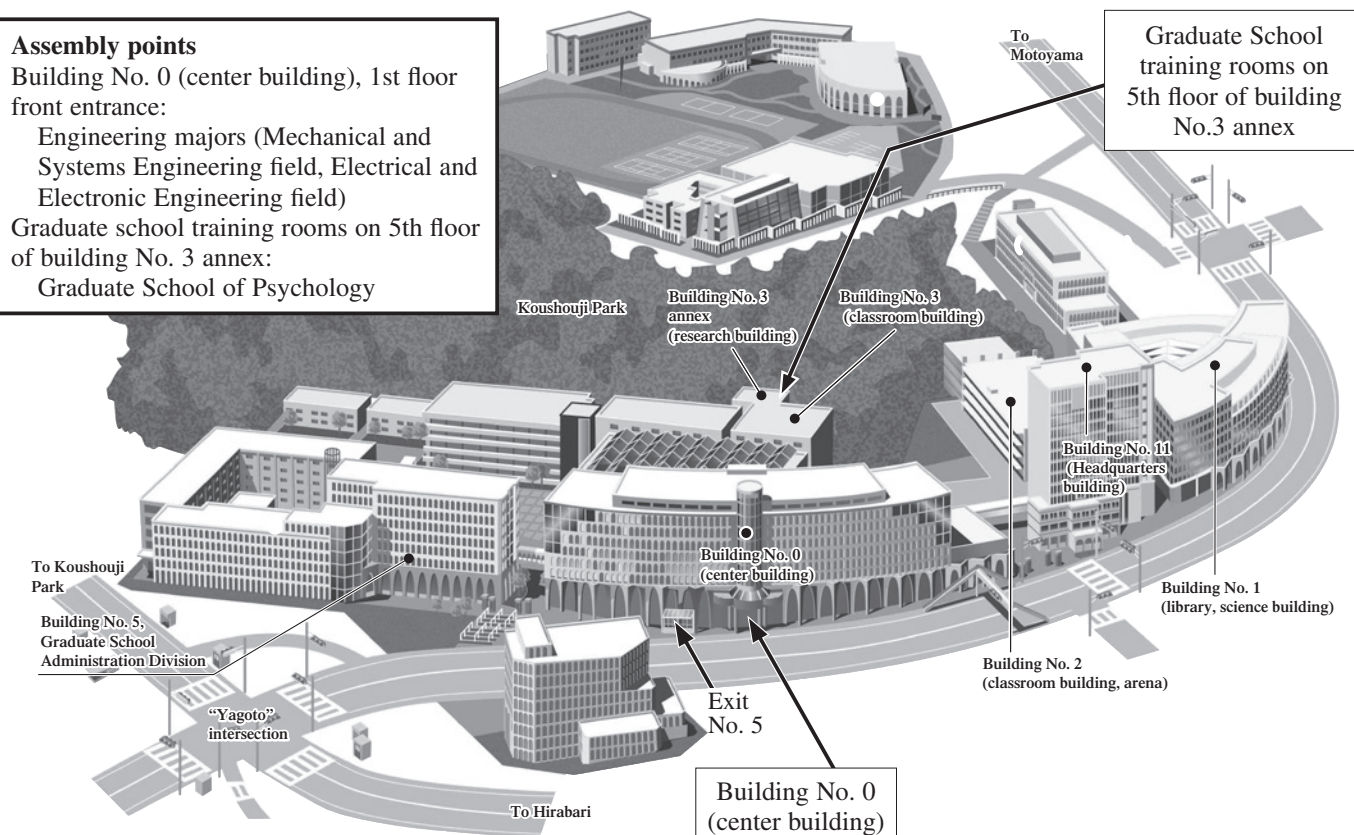 Assembly points
Building No. 0 (center building), 1st floor
front entrance:
Engineering majors (Mechanical and
Systems Engineering field, Electrical and
Electronic Engineering field)
Graduate school training rooms on 5th floor
of building No. 3 annex:
Graduate School of Psychology
To
Motoyama
Graduate School
training rooms on
5th floor of building
No.3 annex
Koushouji Park
Building No. 3
annex
(research building)
Building No. 3
(classroom building)
Building No. 11
(Headquarters
building)
Building No. 0
(center building)
Building No. 1
(library, science building)
Building No. 2
(classroom building, arena)
To Koushouji
Park
Building No. 5,
Graduate School
Administration Division
"Yagoto"
intersection
Exit
No. 5
To Hirabari
Building No. 0
(center building)